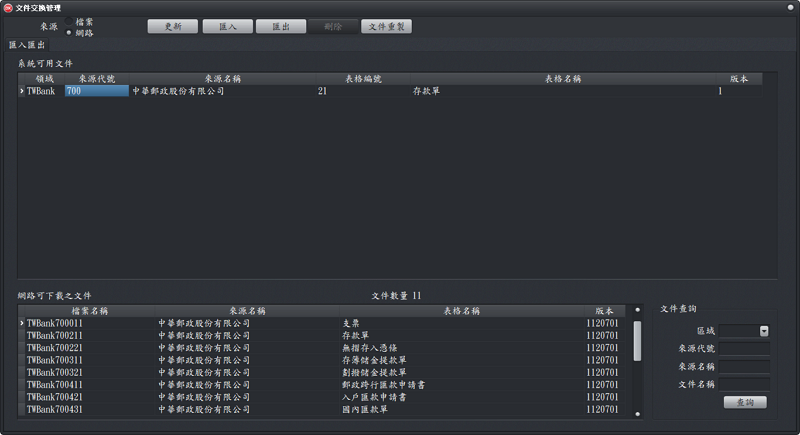 文件交換管理
來源 檔案
網路
更新 匯入 匯出 刪除 文件重製
匯入匯出
系統可用文件
領域 來源代號 來源名稱 表格編號 表格名稱 版本
TWBank 700 中華郵政股份有限公司 21 存款單 1
網路可下載之文件 文件數量 11
檔案名稱 來源名稱 表格名稱 版本
TWBank700011 中華郵政股份有限公司 支票 1120701
TWBank700211 中華郵政股份有限公司 存款單 1120701
TWBank700221 中華郵政股份有限公司 無摺存入憑條 1120701
TWBank700311 中華郵政股份有限公司 存簿儲金提款單 1120701
TWBank700321 中華郵政股份有限公司 劃撥儲金提款單 1120701
TWBank700411 中華郵政股份有限公司 郵政跨行匯款申請書 1120701
TWBank700421 中華郵政股份有限公司 入戶匯款申請書 1120701
TWBank700431 中華郵政股份有限公司 國內匯款單 1120701
文件查詢
區域
來源代號
來源名稱
文件名稱
查詢